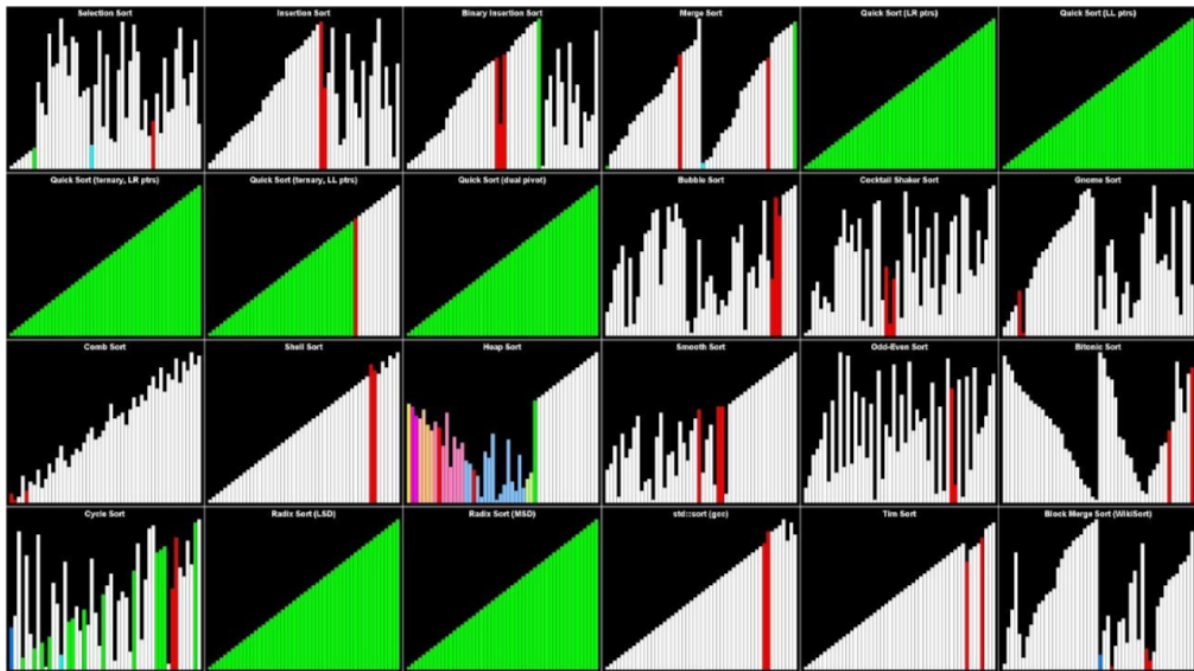 Selection Sort
Insertion Sort
Binary Insertion Sort
Merge Sort
Quick Sort (LR ptrs)
Quick Sort (LL ptrs)
Quick Sort (ternary, LR ptrs)
Quick Sort (ternary, LL ptrs)
Quick Sort (dual pivot)
Bubble Sort
Cocktail Shaker Sort
Gnome Sort
Comb Sort
Shell Sort
Heap Sort
Smooth Sort
Odd-Even Sort
Bitonic Sort
Cycle Sort
Radix Sort (LSD)
Radix Sort (MSD)
std::sort (gcc)
Tim Sort
Block Merge Sort (WikiSort)